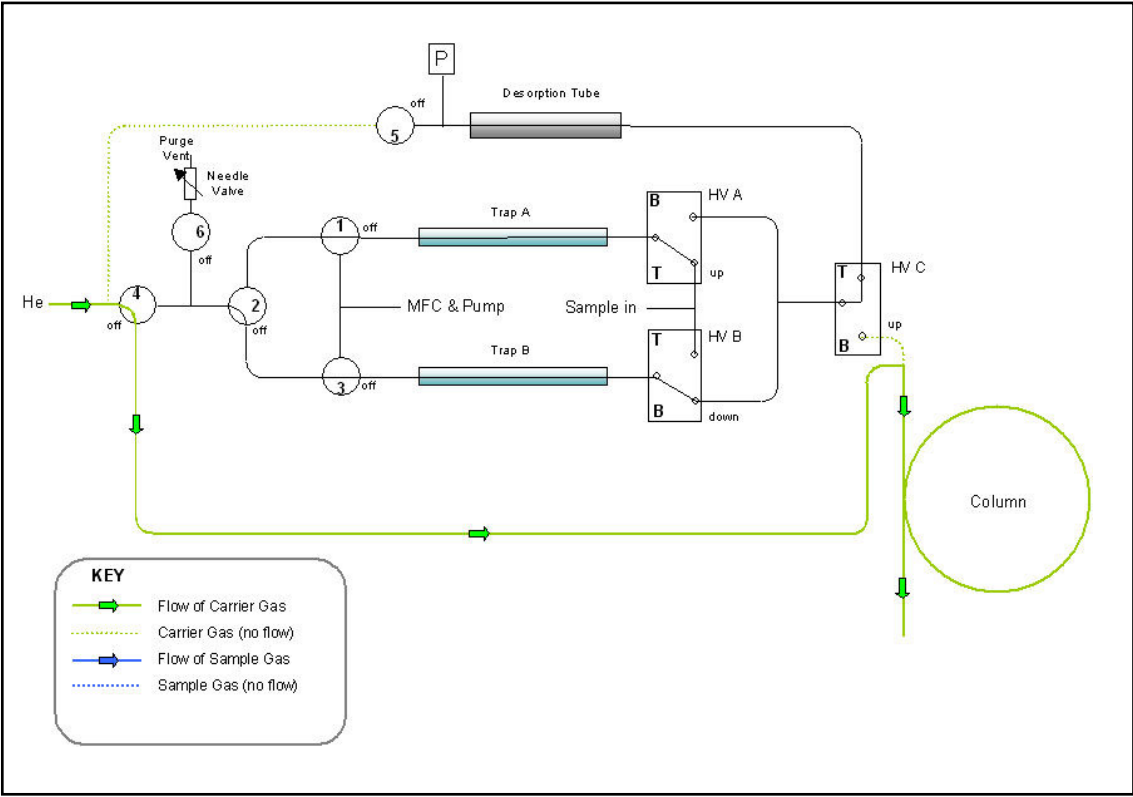 P
off
Desorption Tube
5
Purge
Vent
Needle
Valve
6
off
1
off
Trap A
B
HV A
T
up
T
HV C
up
B
He
4
off
2
off
MFC & Pump
Sample in
3
off
Trap B
T
HV B
B
down
Column
KEY
Flow of Carrier Gas
Carrier Gas (no flow)
Flow of Sample Gas
Sample Gas (no flow)